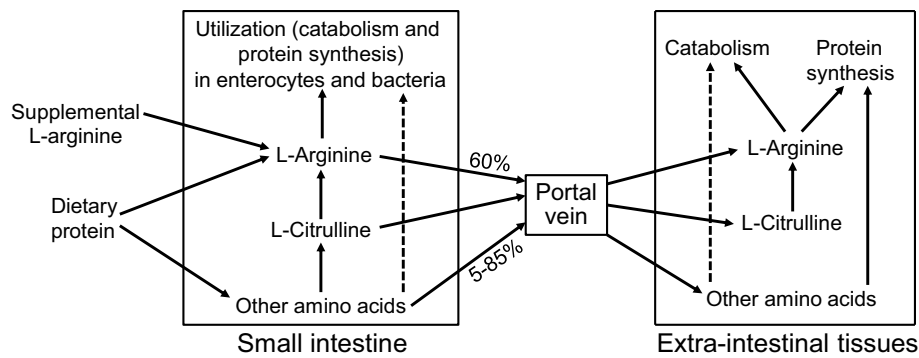 Utilization (catabolism and
protein synthesis)
in enterocytes and bacteria
Supplemental
L-arginine
Dietary
protein
L-Arginine
L-Citrulline
Other amino acids
Small intestine
60%
5-85%
Portal
vein
Catabolism
Protein
synthesis
L-Arginine
L-Citrulline
Other amino acids
Extra-intestinal tissues